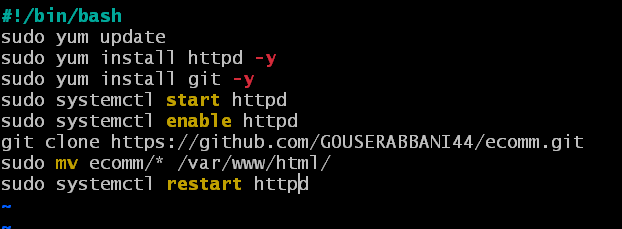 #!/bin/bash
sudo yum update
sudo yum install httpd -y
sudo yum install git -y
sudo systemctl start httpd
sudo systemctl enable httpd
git clone https://github.com/GOUSERABBANI44/ecomm.git
sudo mv ecomm/* /var/www/html/
sudo systemctl restart httpd
~
~